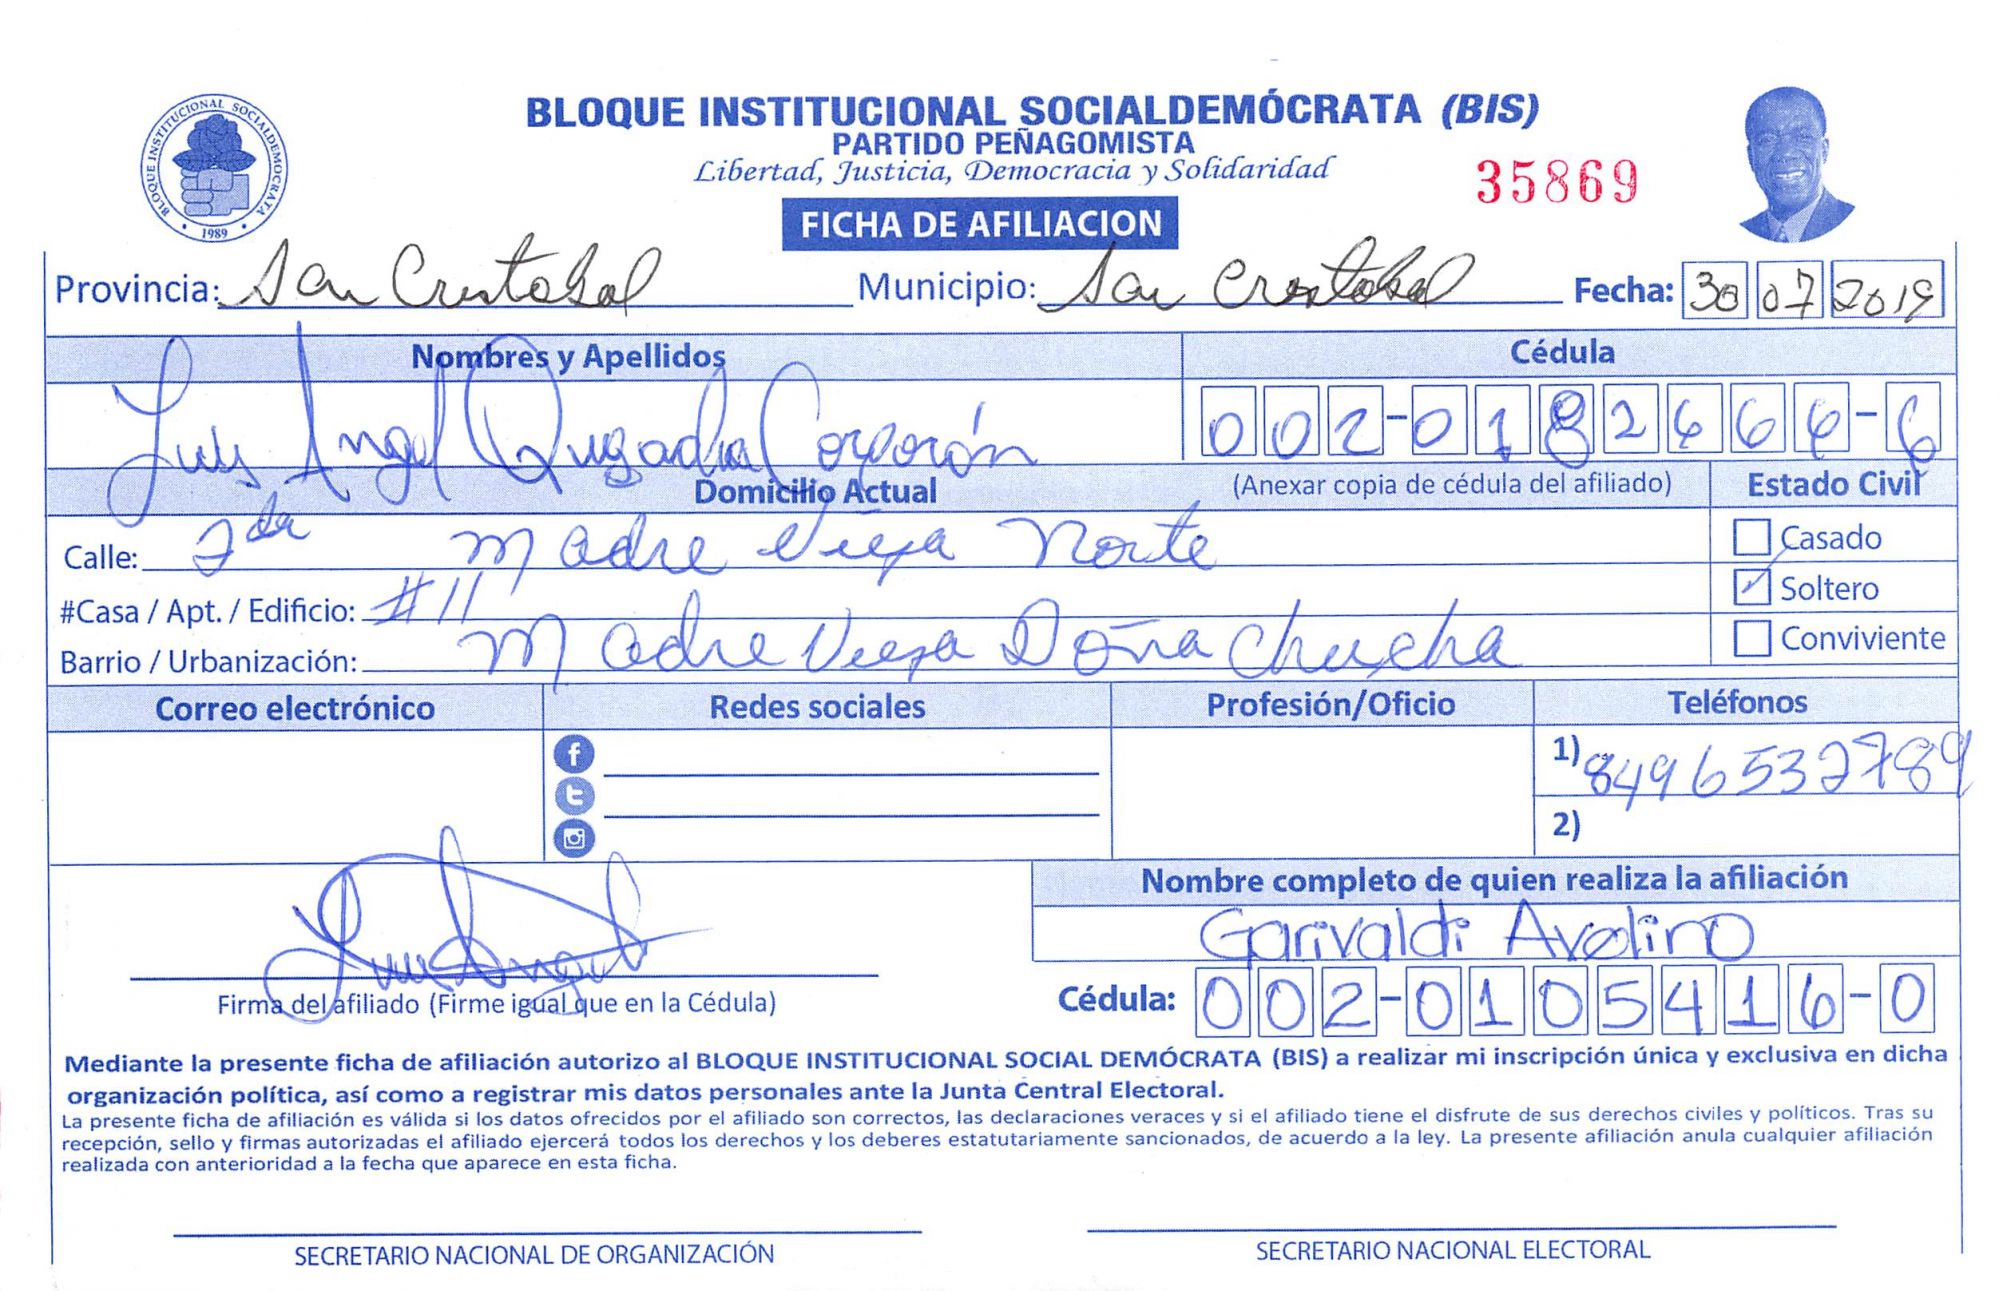 BLOQUE INSTITUCIONAL SOCIALDEMOCRATA
1989
BLOQUE INSTITUCIONAL SOCIALDEMÓCRATA (BIS)
PARTIDO PEÑAGOMISTA
Libertad, Justicia, Democracia y Solidaridad
35869
FICHA DE AFILIACION
Provincia: San Cristobal Municipio: San Cristobal Fecha: 30 07 2019
Nombres y Apellidos Cédula
Luis Angel Corporán 002-0182666-6
Domicilio Actual (Anexar copia de cédula del afiliado) Estado Civil
Calle: 2da Madre Vieja Norte Casado
#Casa / Apt. / Edificio: #11 Soltero
Barrio / Urbanización: Madre Vieja Doña Chucha Conviviente
Correo electrónico Redes sociales Profesión/Oficio Teléfonos
1) 8496532789
2)
Nombre completo de quien realiza la afiliación
Garivaldi Avelino
Luis Angel
Firma del afiliado (Firme igual que en la Cédula) Cédula: 002-0105416-0
Mediante la presente ficha de afiliación autorizo al BLOQUE INSTITUCIONAL SOCIAL DEMÓCRATA (BIS) a realizar mi inscripción única y exclusiva en dicha
organización política, así como a registrar mis datos personales ante la Junta Central Electoral.
La presente ficha de afiliación es válida si los datos ofrecidos por el afiliado son correctos, las declaraciones veraces y si el afiliado tiene el disfrute de sus derechos civiles y políticos. Tras su
recepción, sello y firmas autorizadas el afiliado ejercerá todos los derechos y los deberes estatutariamente sancionados, de acuerdo a la ley. La presente afiliación anula cualquier afiliación
realizada con anterioridad a la fecha que aparece en esta ficha.
SECRETARIO NACIONAL DE ORGANIZACIÓN SECRETARIO NACIONAL ELECTORAL